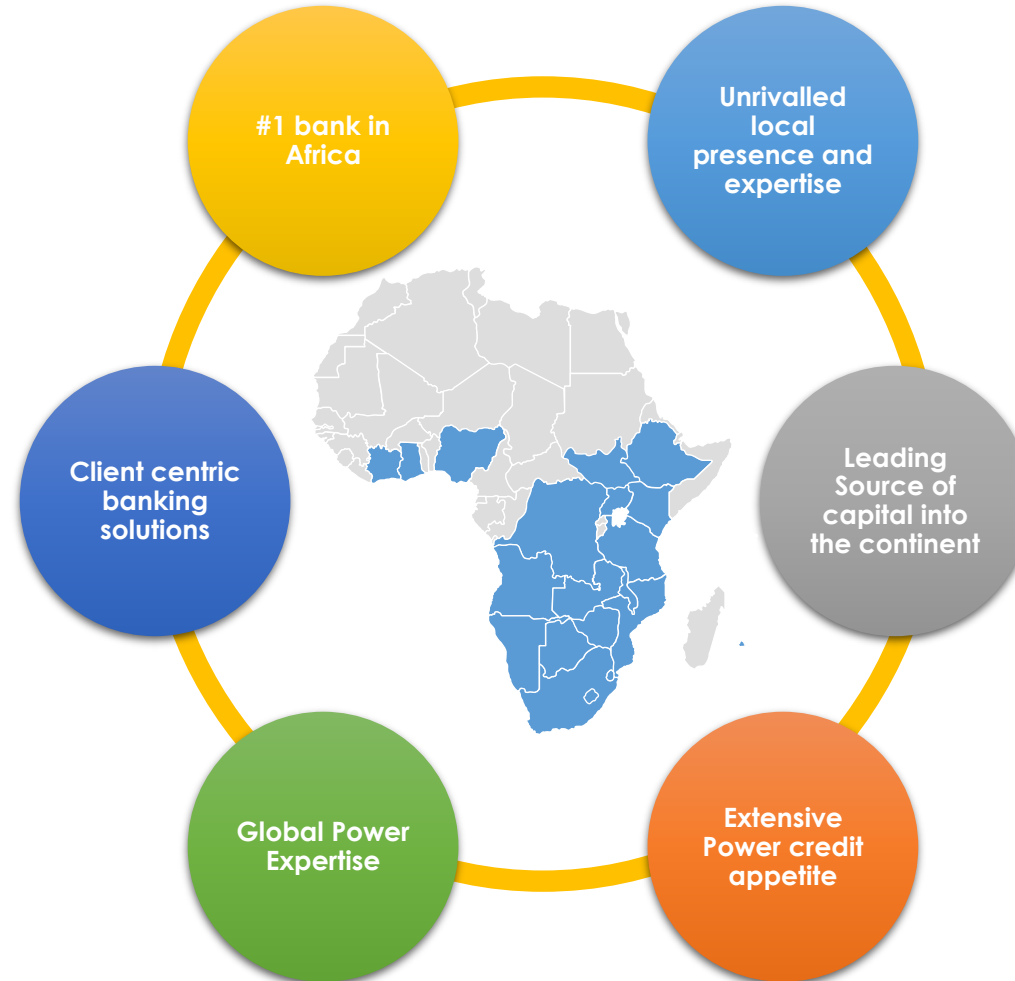 #1 bank in
Africa
Unrivalled
local
presence and
expertise
Client centric
banking
solutions
Leading
Source of
capital into
the continent
Global Power
Expertise
Extensive
Power credit
appetite